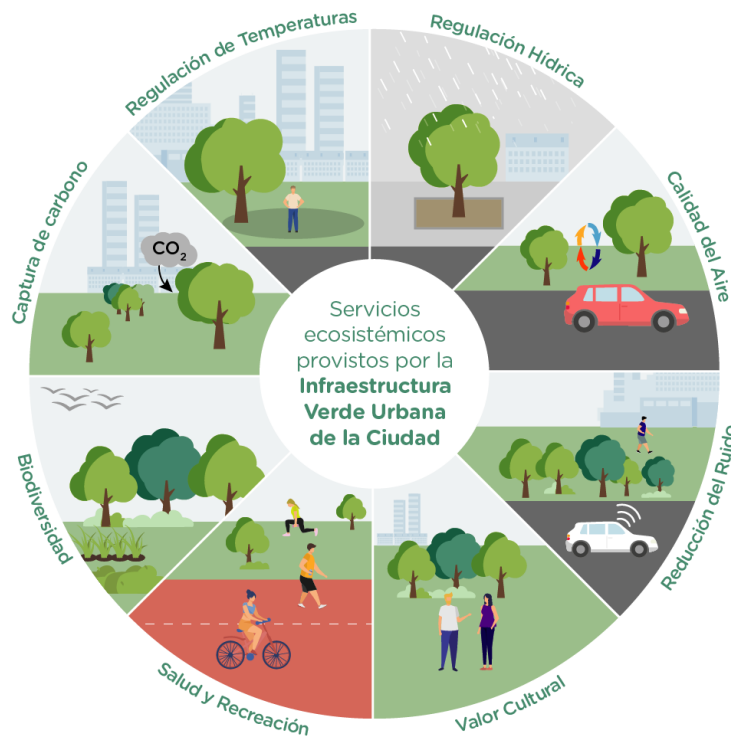 Regulación de Temperaturas
Regulación Hídrica
Calidad del Aire
Reducción del Ruido
Valor Cultural
Salud y Recreación
Biodiversidad
Captura de carbono
CO₂
Servicios
ecosistémicos
provistos por la
Infraestructura
Verde Urbana
de la Ciudad